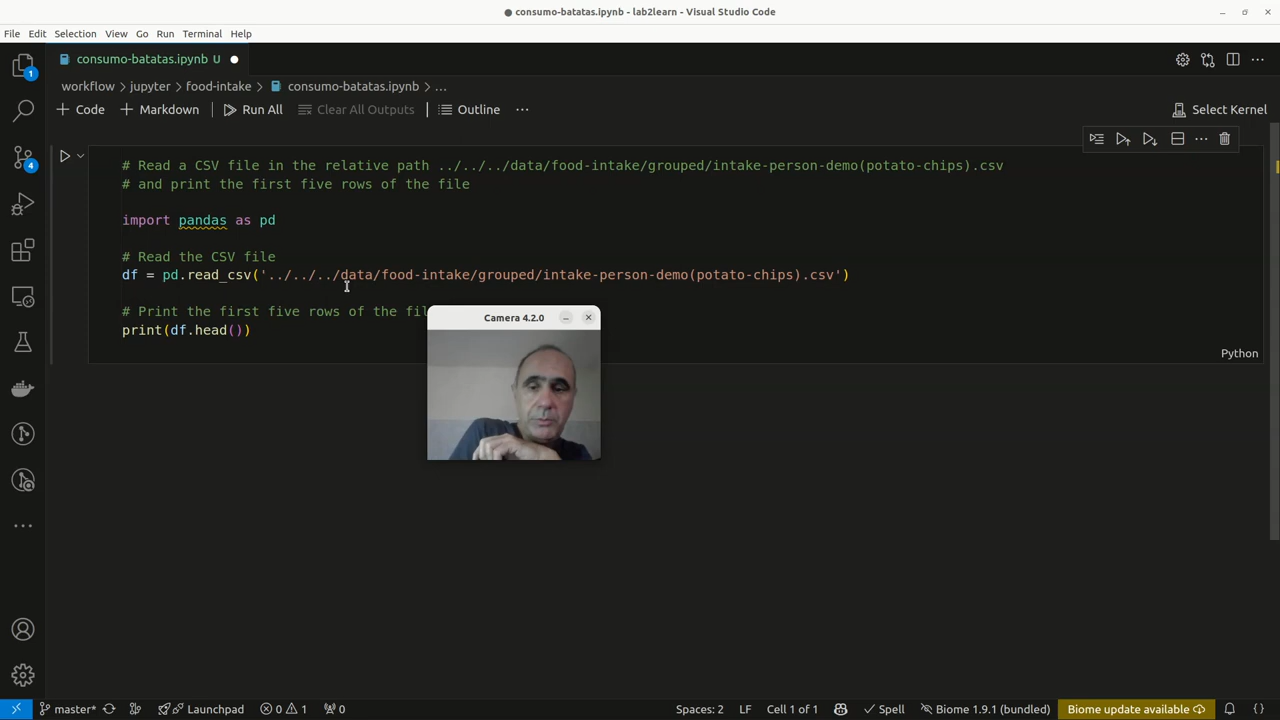 consumo-batatas.ipynb - lab2learn - Visual Studio Code
File Edit Selection View Go Run Terminal Help
consumo-batatas.ipynb U
workflow > jupyter > food-intake > consumo-batatas.ipynb > ...
+ Code + Markdown Run All Clear All Outputs Outline ...
Select Kernel
# Read a CSV file in the relative path ../../../data/food-intake/grouped/intake-person-demo(potato-chips).csv
# and print the first five rows of the file
import pandas as pd
# Read the CSV file
df = pd.read_csv('../../../data/food-intake/grouped/intake-person-demo(potato-chips).csv')
# Print the first five rows of the fil
print(df.head())
Python
Camera 4.2.0
1
4
master* Launchpad 0 1 0 Spaces: 2 LF Cell 1 of 1 Spell Biome 1.9.1 (bundled) Biome update available {}